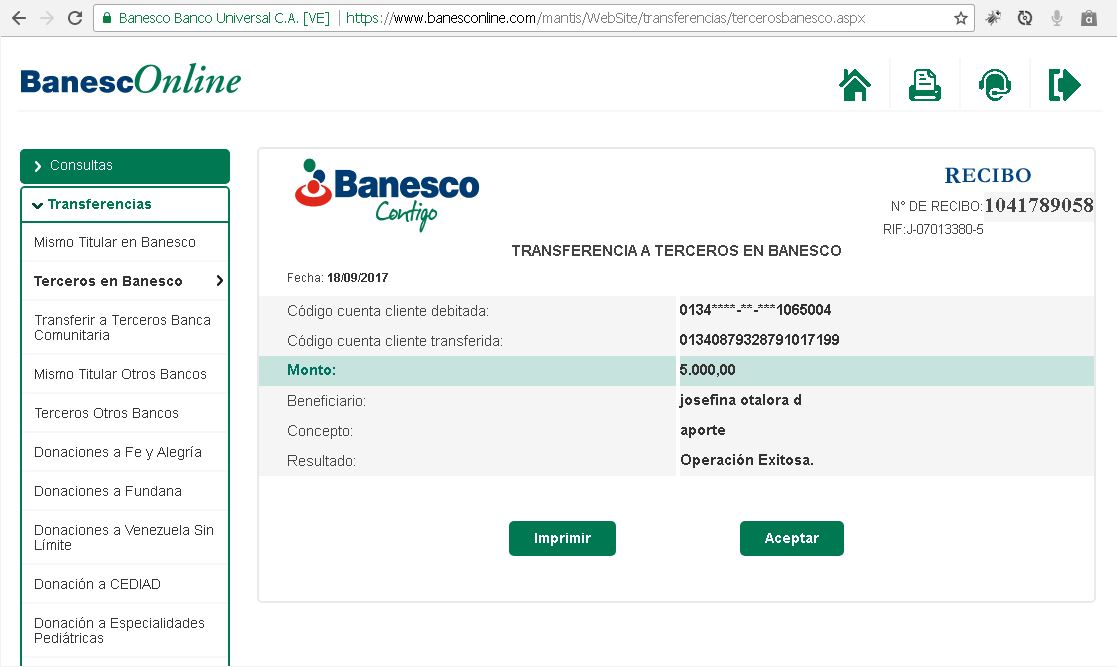 Banesco Banco Universal C.A. [VE] https://www.banesconline.com/mantis/WebSite/transferencias/tercerosbanesco.aspx
BanescOnline
Consultas
Transferencias
Mismo Titular en Banesco
Terceros en Banesco
Transferir a Terceros Banca
Comunitaria
Mismo Titular Otros Bancos
Terceros Otros Bancos
Donaciones a Fe y Alegría
Donaciones a Fundana
Donaciones a Venezuela Sin
Límite
Donación a CEDIAD
Donación a Especialidades
Pediátricas
Banesco
Contigo
RECIBO
N° DE RECIBO: 1041789058
RIF:J-07013380-5
TRANSFERENCIA A TERCEROS EN BANESCO
Fecha: 18/09/2017
Código cuenta cliente debitada: 0134****-**-***1065004
Código cuenta cliente transferida: 01340879328791017199
Monto: 5.000,00
Beneficiario: josefina otalora d
Concepto: aporte
Resultado: Operación Exitosa.
Imprimir Aceptar